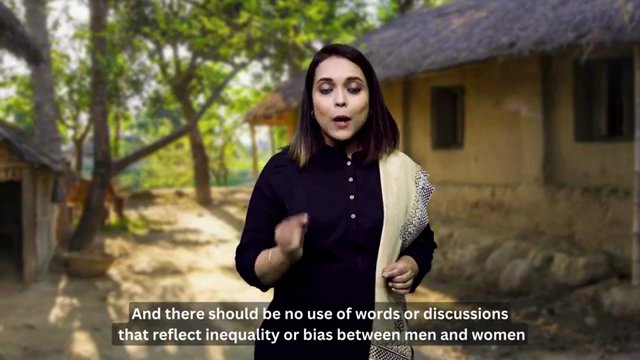 And there should be no use of words or discussions
that reflect inequality or bias between men and women